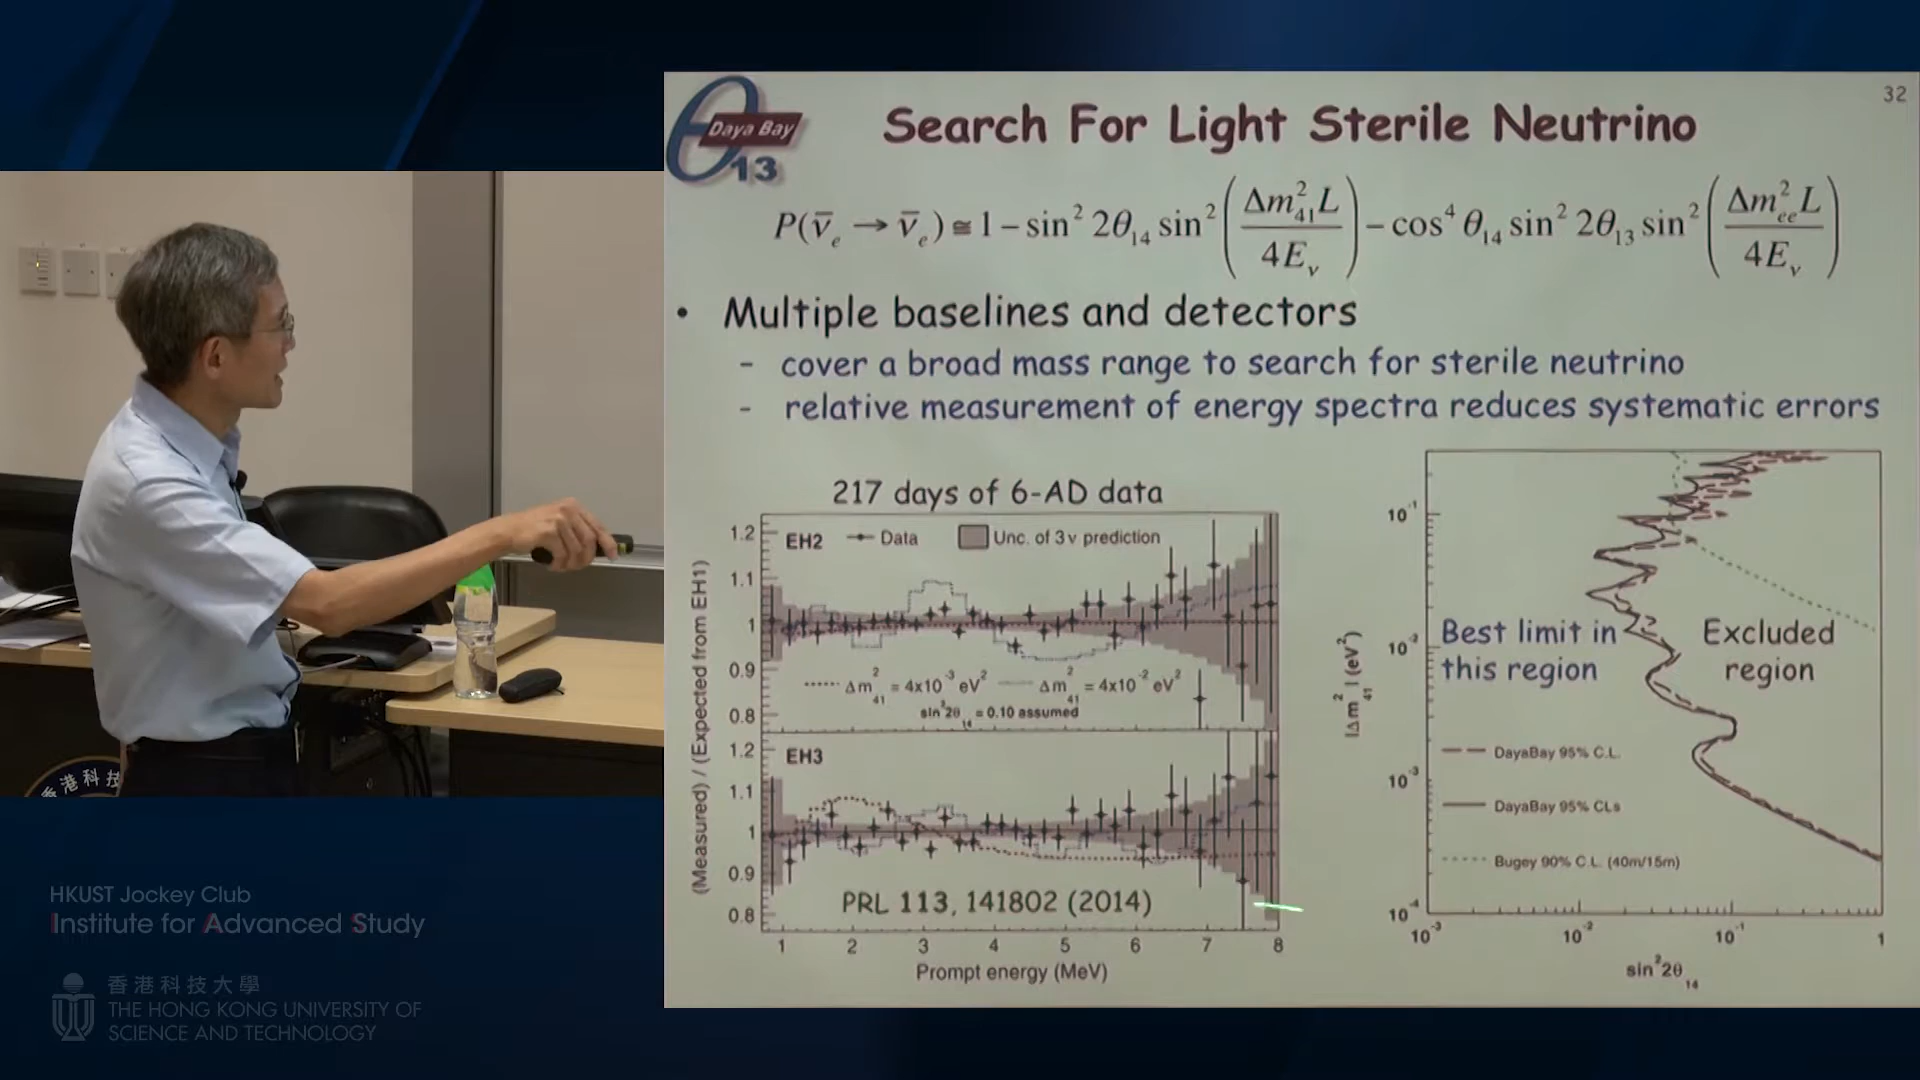 32
Daya Bay
θ13
Search For Light Sterile Neutrino
P(ν̅e → ν̅e) ≅ 1 − sin² 2θ14 sin² (Δm²41 L / 4Eν) − cos⁴ θ14 sin² 2θ13 sin² (Δm²ee L / 4Eν)
• Multiple baselines and detectors
- cover a broad mass range to search for sterile neutrino
- relative measurement of energy spectra reduces systematic errors
217 days of 6-AD data
(Measured) / (Expected from EH1)
1.2
1.1
1
0.9
0.8
EH2
Data
Unc. of 3ν prediction
Δm²41 = 4x10⁻³ eV²
Δm²41 = 4x10⁻² eV²
sin²2θ14 = 0.10 assumed
1.2
1.1
1
0.9
0.8
EH3
PRL 113, 141802 (2014)
1 2 3 4 5 6 7 8
Prompt energy (MeV)
|Δm²41| (eV²)
10⁻¹
10⁻²
10⁻³
10⁻⁴
Best limit in
this region
Excluded
region
DayaBay 95% C.L.
DayaBay 95% CLs
Bugey 90% C.L. (40m/15m)
10⁻³ 10⁻² 10⁻¹ 1
sin²2θ14
香港科技
HKUST Jockey Club
Institute for Advanced Study
香港科技大學
THE HONG KONG UNIVERSITY OF
SCIENCE AND TECHNOLOGY